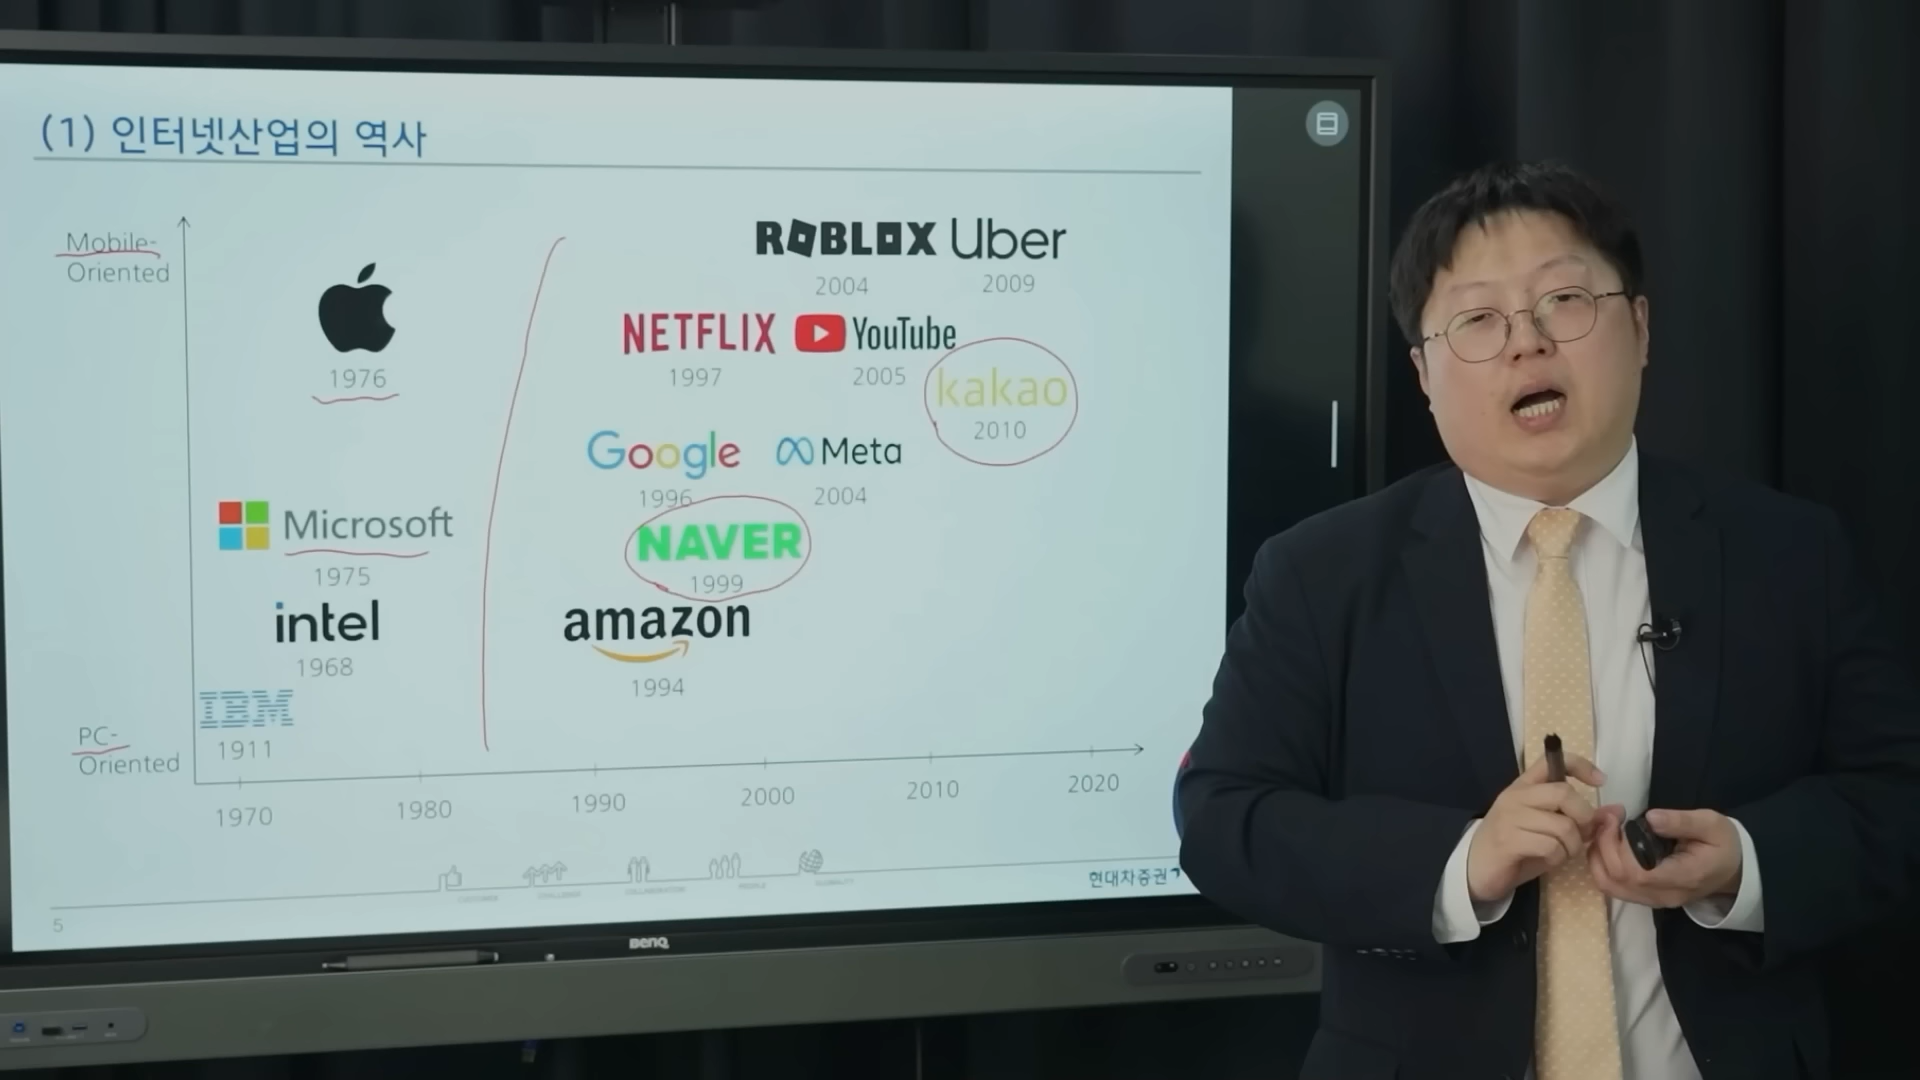 (1) 인터넷산업의 역사
Mobile-
Oriented
ROBLOX Uber
2004 2009
NETFLIX YouTube
1976 1997 2005 kakao
2010
Google Meta
1996 2004
Microsoft NAVER
1975 1999
intel amazon
1968 1994
IBM
1911
PC-
Oriented
1970 1980 1990 2000 2010 2020
현대차증권
5
BenQ